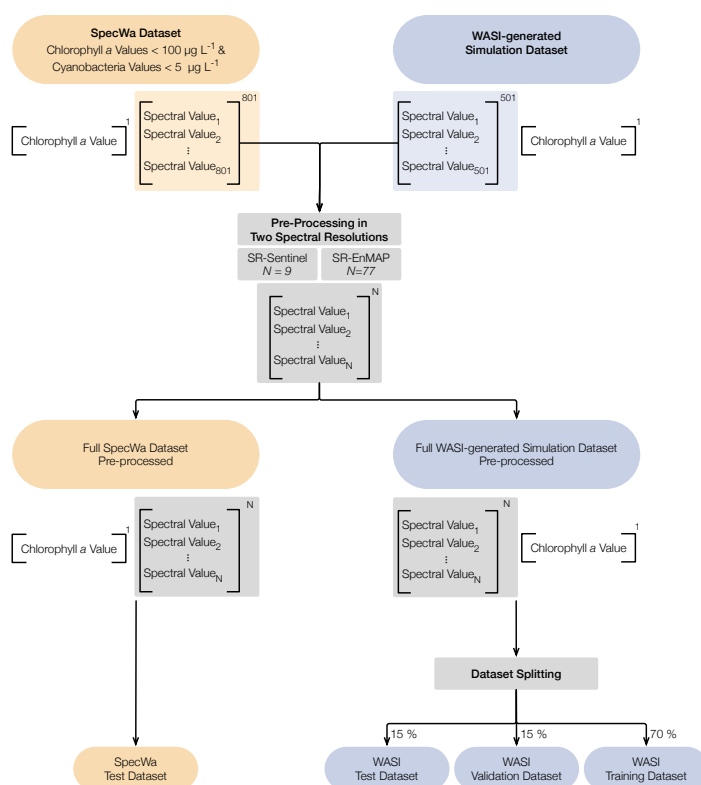 SpecWa Dataset
Chlorophyll a Values < 100 µg L⁻¹ &
Cyanobacteria Values < 5 µg L⁻¹
WASI-generated
Simulation Dataset
Chlorophyll a Value 1
Spectral Value1 801
Spectral Value2
⋮
Spectral Value801
Spectral Value1 501
Spectral Value2
⋮
Spectral Value501
Chlorophyll a Value 1
Pre-Processing in
Two Spectral Resolutions
SR-Sentinel
N = 9
SR-EnMAP
N=77
Spectral Value1 N
Spectral Value2
⋮
Spectral ValueN
Full SpecWa Dataset
Pre-processed
Full WASI-generated Simulation Dataset
Pre-processed
Chlorophyll a Value 1
Spectral Value1 N
Spectral Value2
⋮
Spectral ValueN
Spectral Value1 N
Spectral Value2
⋮
Spectral ValueN
Chlorophyll a Value 1
Dataset Splitting
15 %
15 %
70 %
SpecWa
Test Dataset
WASI
Test Dataset
WASI
Validation Dataset
WASI
Training Dataset